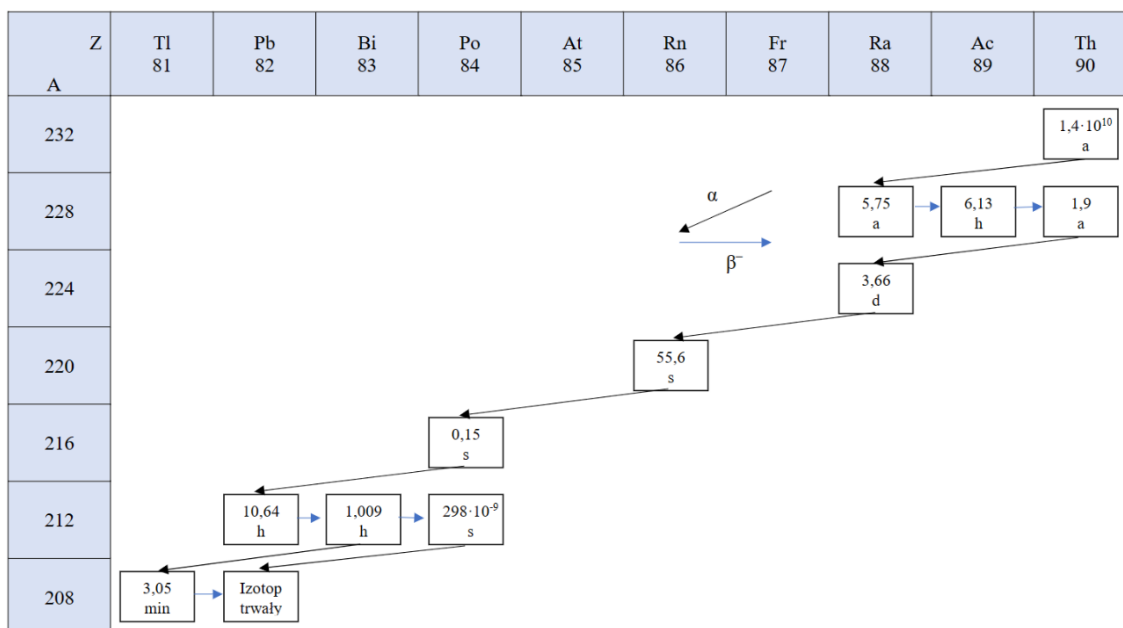 Z Tl Pb Bi Po At Rn Fr Ra Ac Th
81 82 83 84 85 86 87 88 89 90
A
232 1,4·10¹⁰
a
α
228 5,75 6,13 1,9
a h a
β⁻
224 3,66
d
220 55,6
s
216 0,15
s
212 10,64 1,009 298·10⁻⁹
h h s
208 3,05 Izotop
min trwały